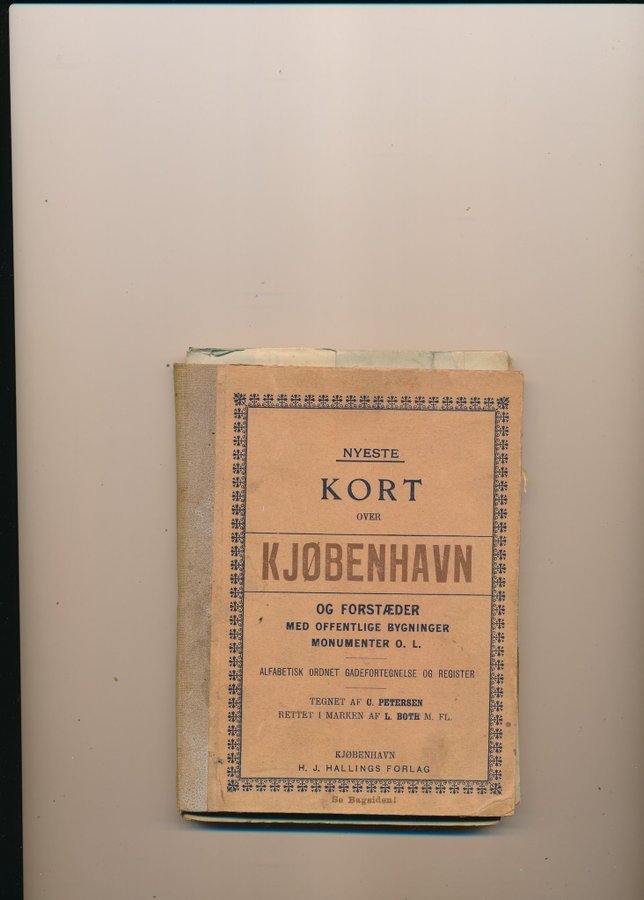 NYESTE
KORT
OVER
KJØBENHAVN
OG FORSTÆDER
MED OFFENTLIGE BYGNINGER
MONUMENTER O. L.
ALFABETISK ORDNET GADEFORTEGNELSE OG REGISTER
TEGNET AF C. PETERSEN
RETTET I MARKEN AF L. BOTH M. FL.
KJØBENHAVN
H. J. HALLINGS FORLAG
Se Bagsiden!